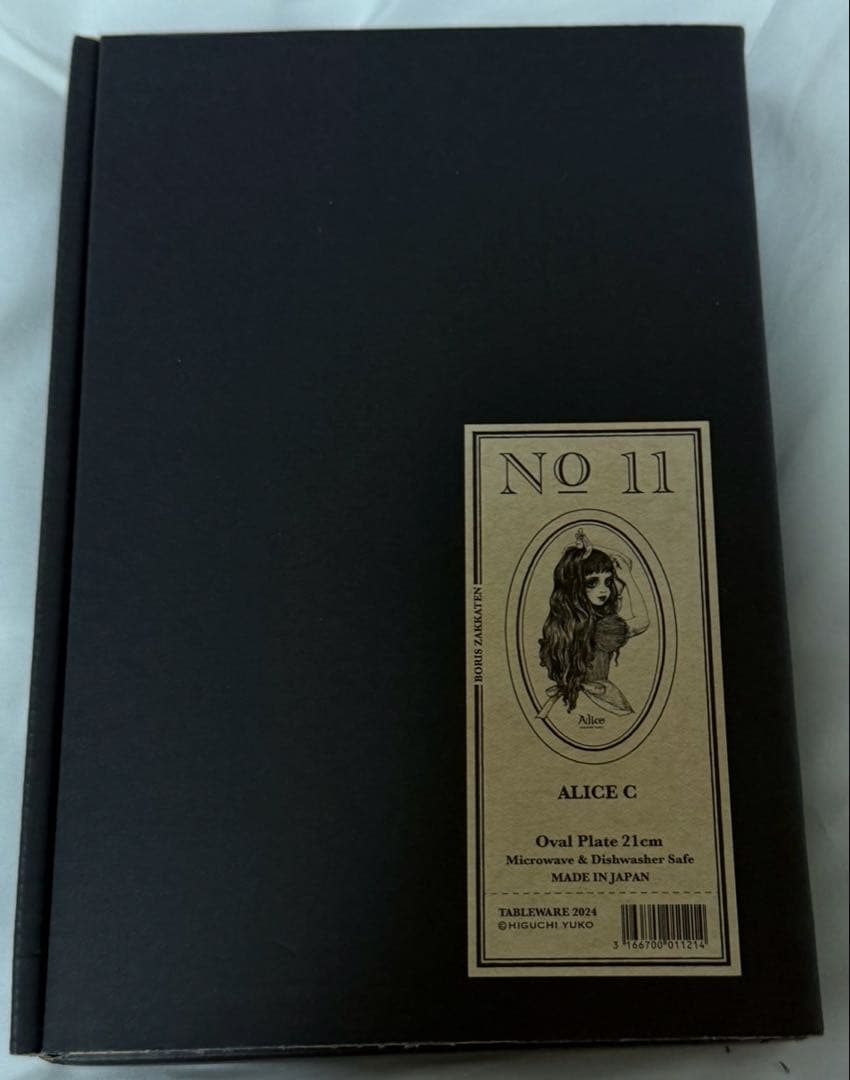 No 11
BORIS ZAKKATEN
Alice
ALICE C
Oval Plate 21cm
Microwave & Dishwasher Safe
MADE IN JAPAN
TABLEWARE 2024
©HIGUCHI YUKO
3 166700 011214